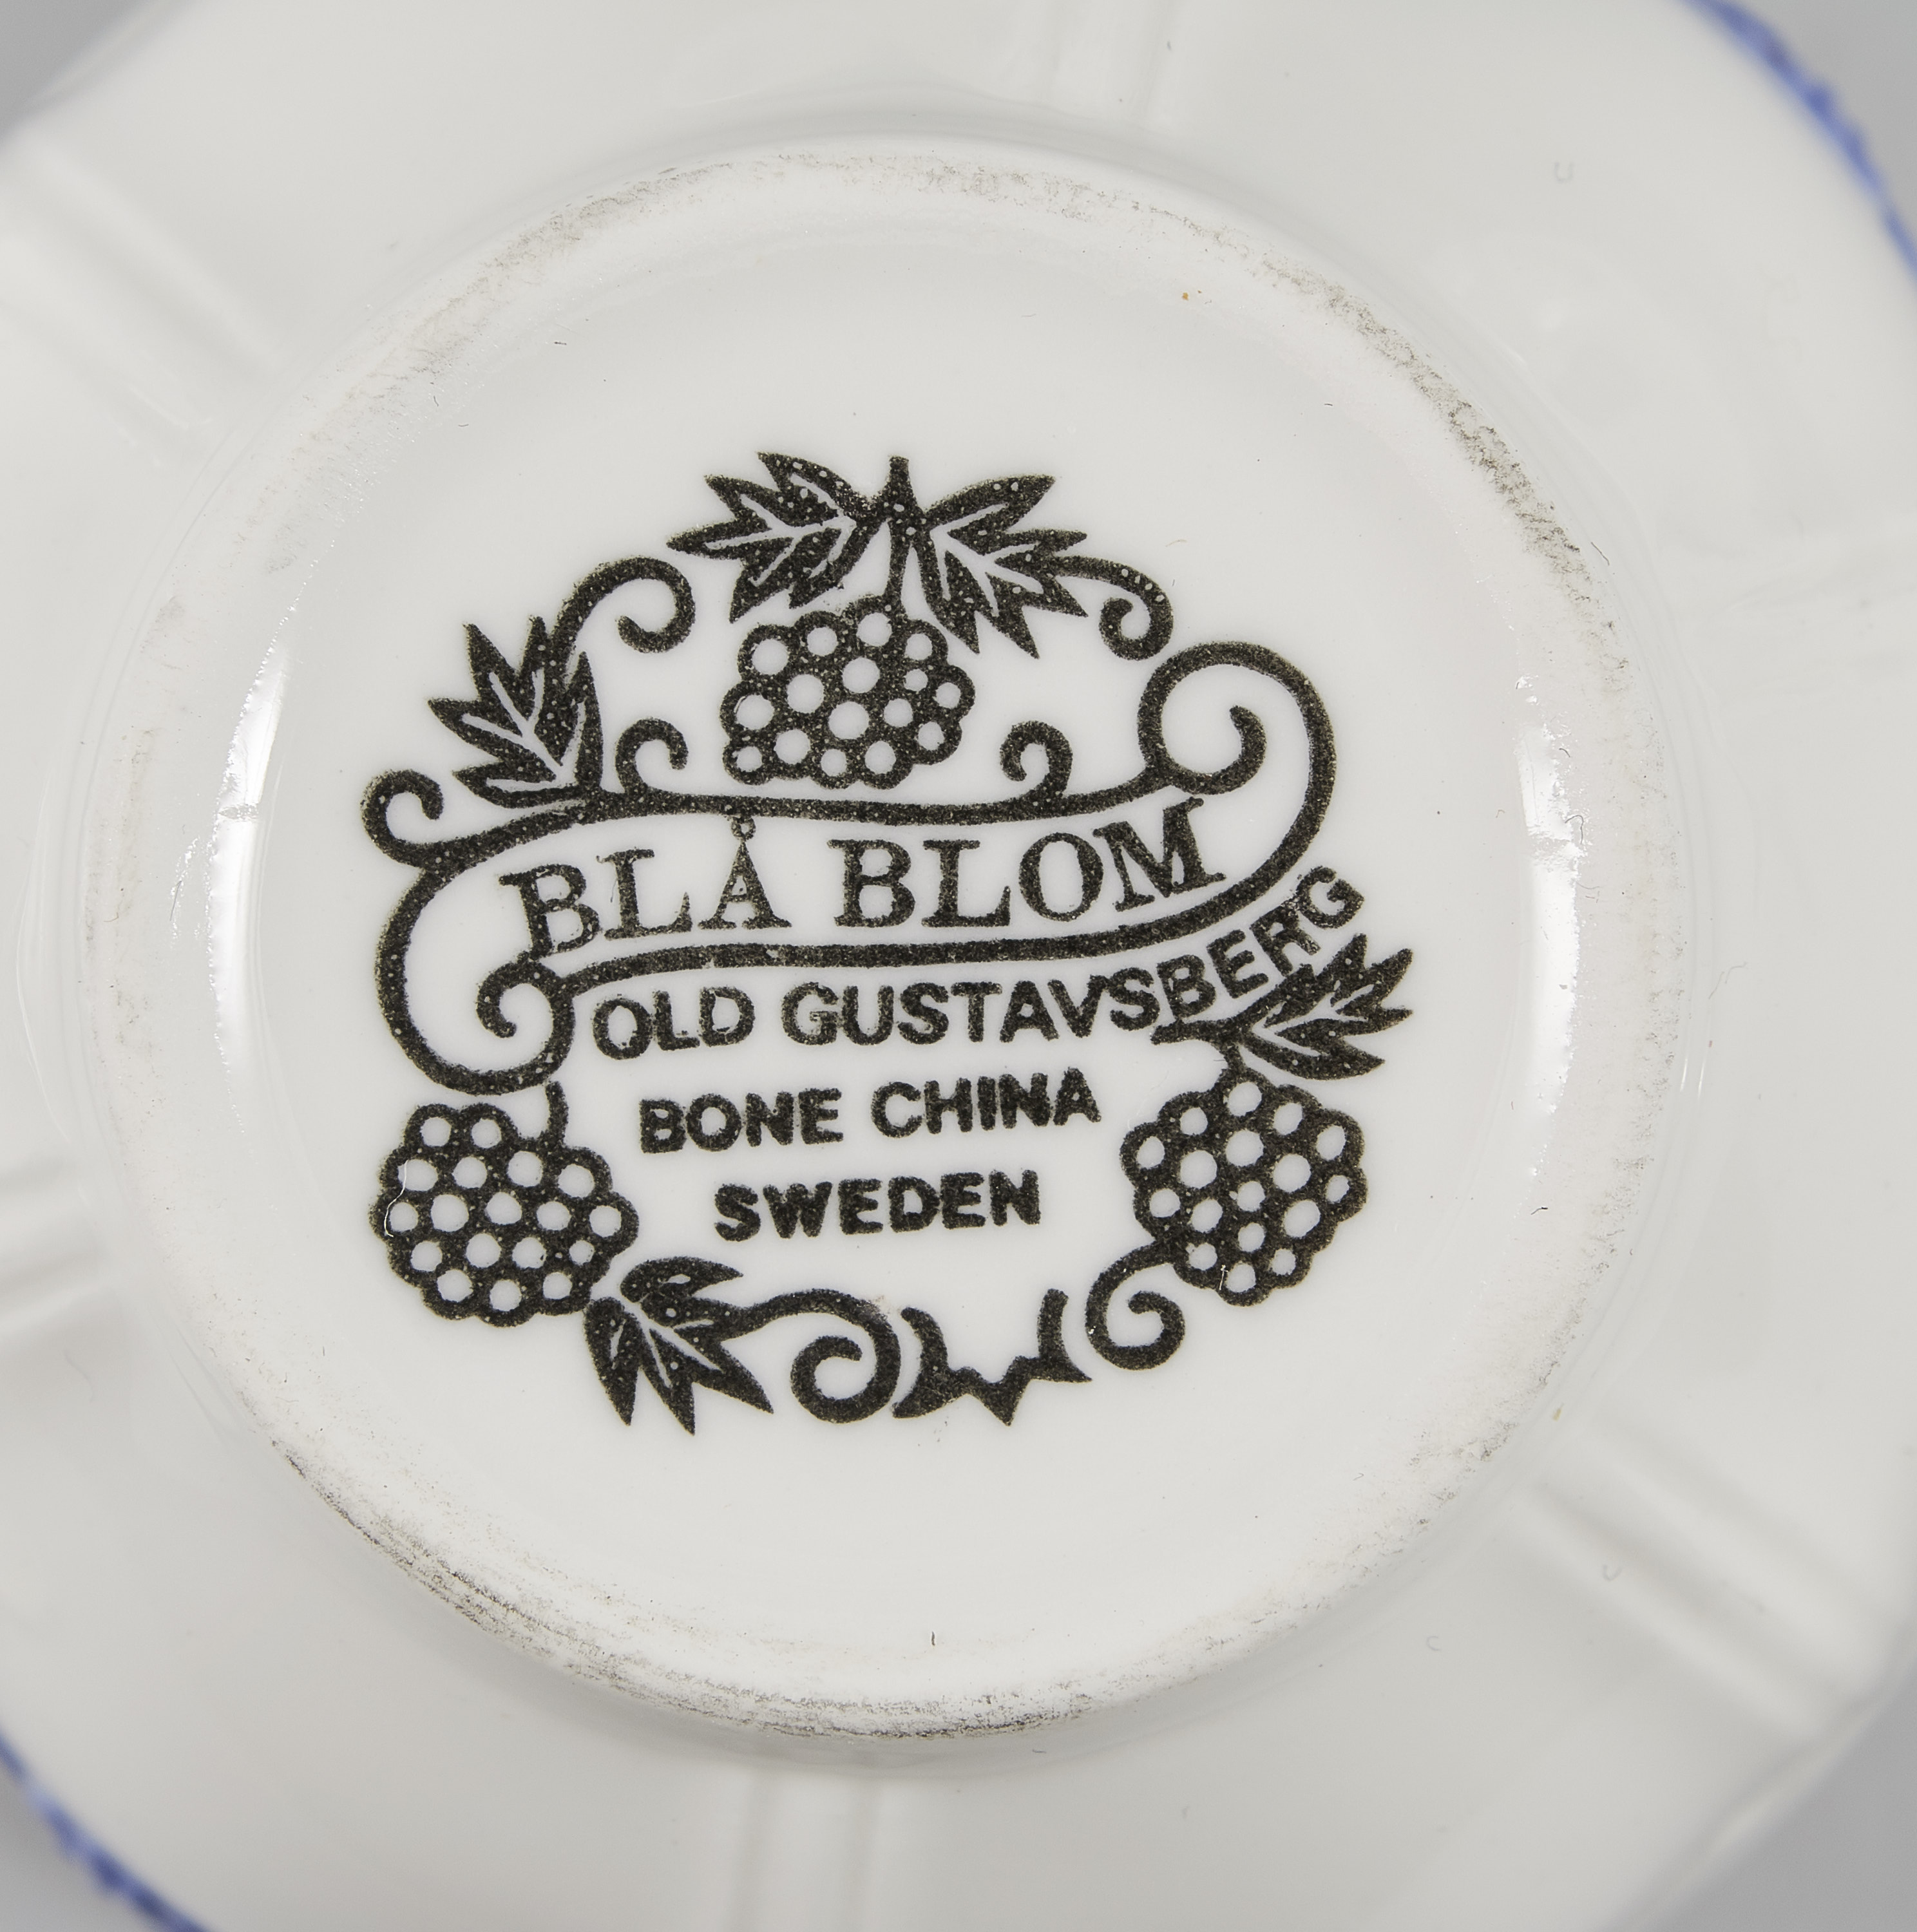 BLÅ BLOM
OLD GUSTAVSBERG
BONE CHINA
SWEDEN